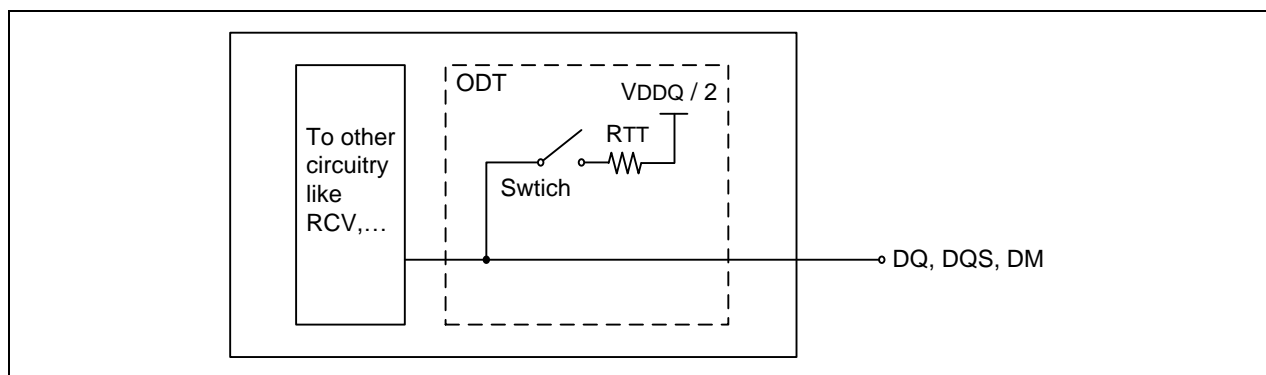 ODT
VDDQ / 2
RTT
To other
circuitry
like
RCV,…
Swtich
DQ, DQS, DM